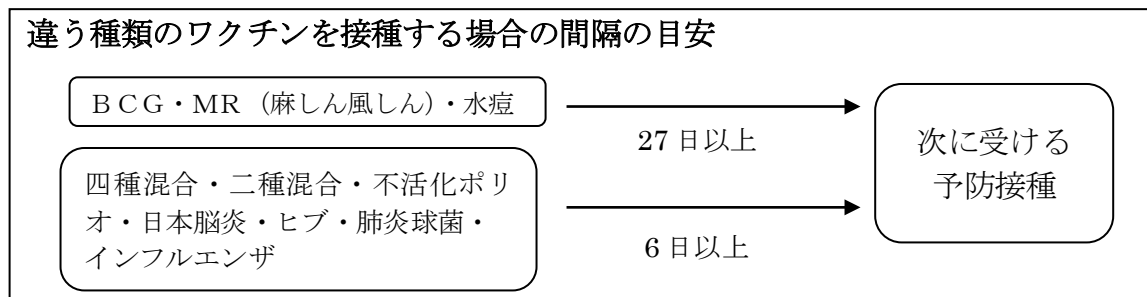 違う種類のワクチンを接種する場合の間隔の目安
ＢＣＧ・MR（麻しん風しん）・水痘
27 日以上
四種混合・二種混合・不活化ポリ
オ・日本脳炎・ヒブ・肺炎球菌・
インフルエンザ
6 日以上
次に受ける
予防接種